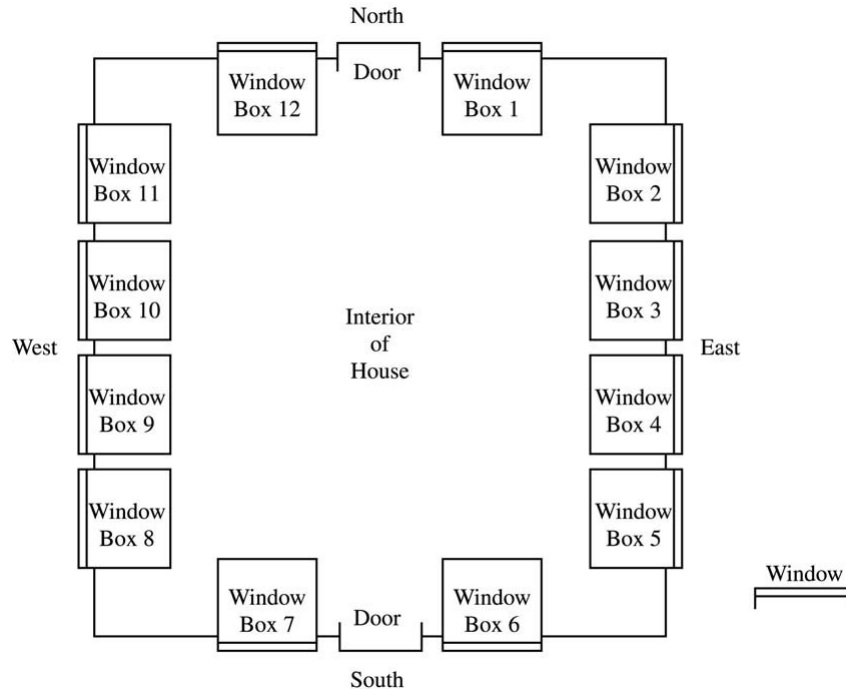 North
Door
Window
Box 12
Window
Box 1
Window
Box 11
Window
Box 2
Window
Box 10
Window
Box 3
West
Interior
of
House
East
Window
Box 9
Window
Box 4
Window
Box 8
Window
Box 5
Window
Window
Box 7
Door
Window
Box 6
South